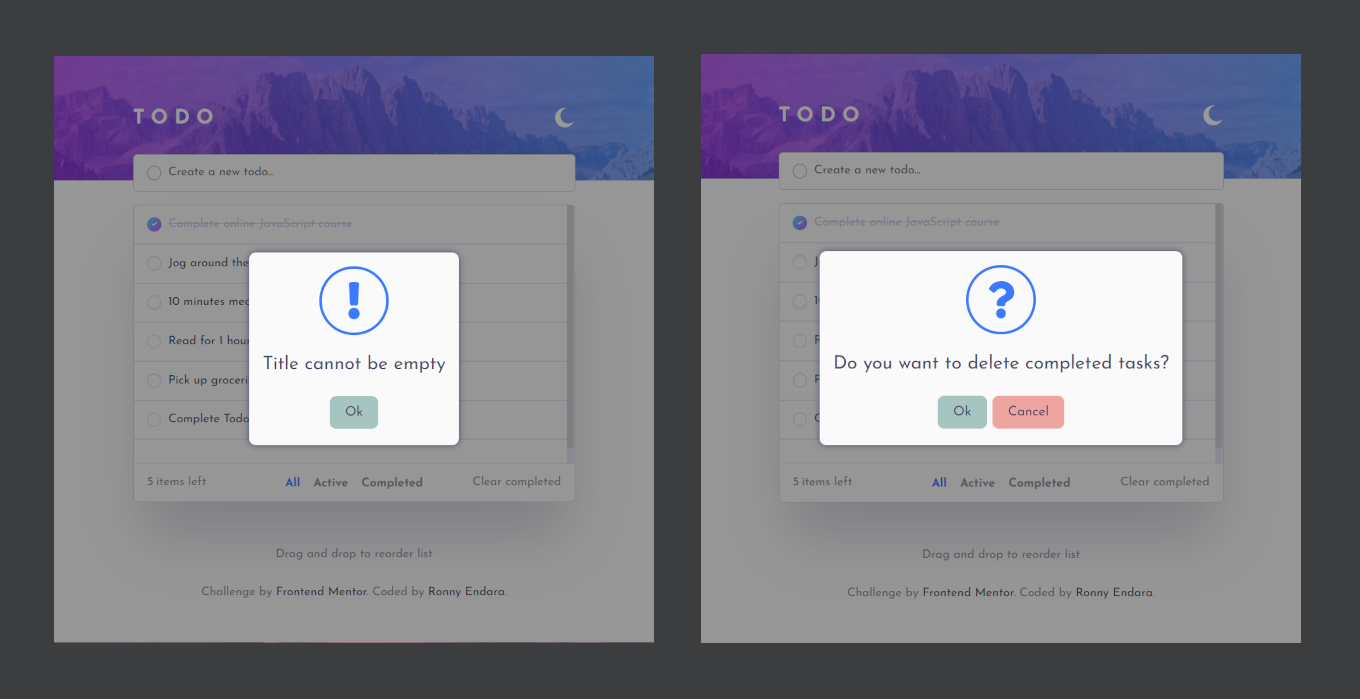 TODO
Create a new todo...
Complete online JavaScript course
Jog around the
10 minutes med
Read for 1 hour
Pick up groceri
Complete Todo
!
Title cannot be empty
Ok
5 items left All Active Completed Clear completed
Drag and drop to reorder list
Challenge by Frontend Mentor. Coded by Ronny Endara.
TODO
Create a new todo...
Complete online JavaScript course
?
Do you want to delete completed tasks?
Ok Cancel
5 items left All Active Completed Clear completed
Drag and drop to reorder list
Challenge by Frontend Mentor. Coded by Ronny Endara.